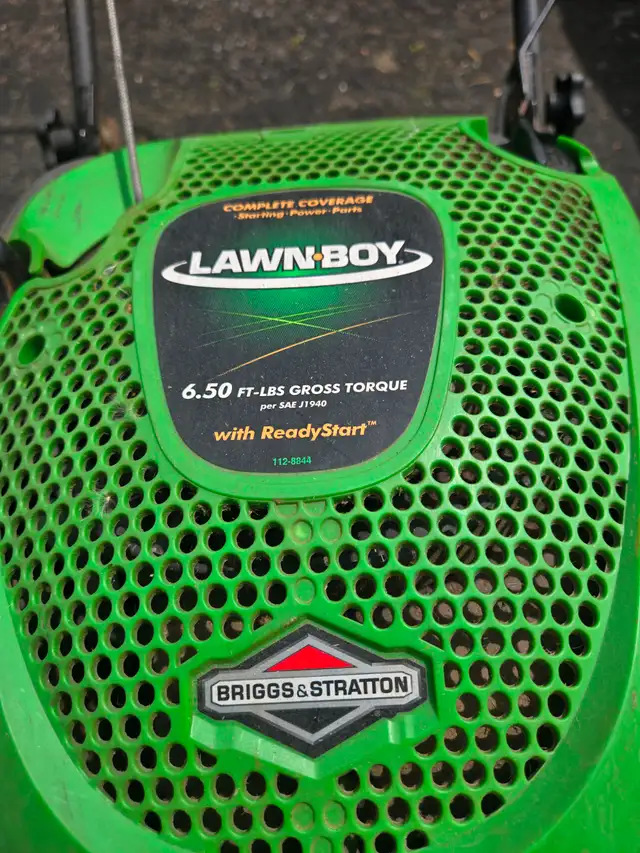 COMPLETE COVERAGE
·Starting·Power·Parts
LAWN·BOY
6.50 FT-LBS GROSS TORQUE
per SAE J1940
with ReadyStart™
112-8844
BRIGGS & STRATTON